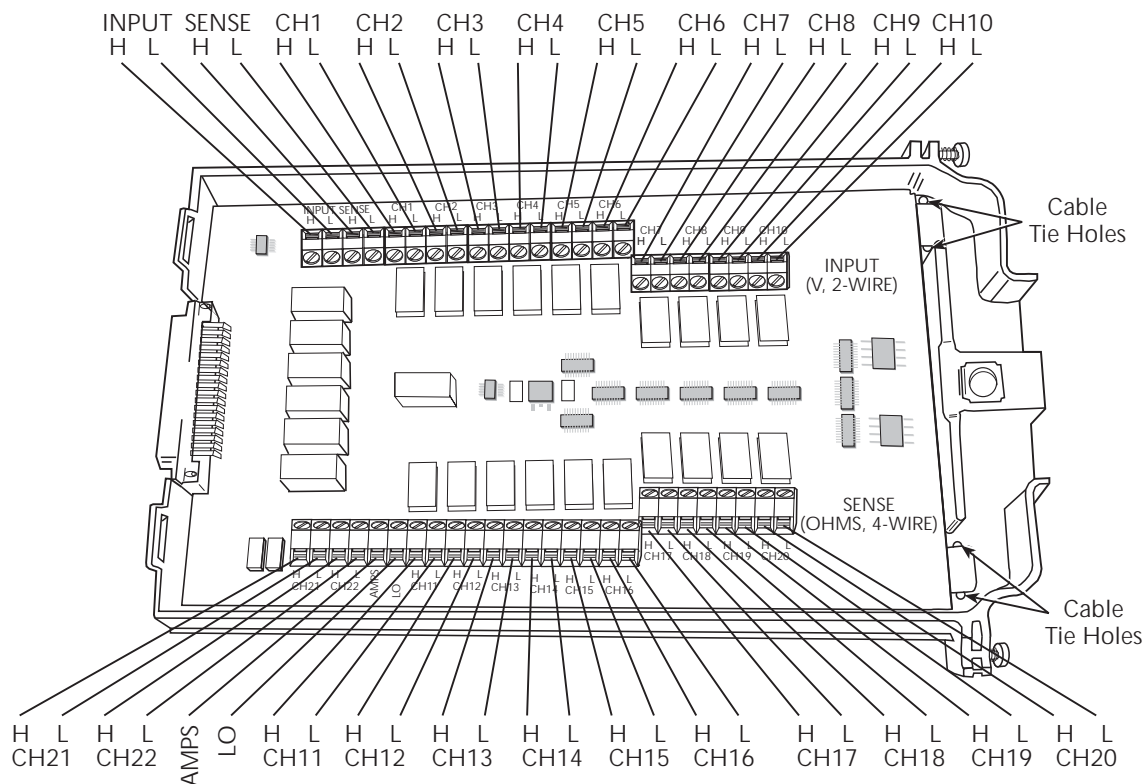 INPUT SENSE CH1 CH2 CH3 CH4 CH5 CH6 CH7 CH8 CH9 CH10
H L H L H L H L H L H L H L H L H L H L H L H L
INPUT SENSE CH1 CH2 CH3 CH4 CH5 CH6
H L H L H L H L H L H L H L H L
CH7 CH8 CH9 CH10
H L H L H L H L
Cable
Tie Holes
INPUT
(V, 2-WIRE)
SENSE
(OHMS, 4-WIRE)
H L H L H L H L
CH17 CH18 CH19 CH20
H L H L AMPS LO H L H L H L H L H L H L
CH21 CH22 CH11 CH12 CH13 CH14 CH15 CH16
Cable
Tie Holes
H L H L AMPS LO H L H L H L H L H L H L H L H L H L H L
CH21 CH22 CH11 CH12 CH13 CH14 CH15 CH16 CH17 CH18 CH19 CH20